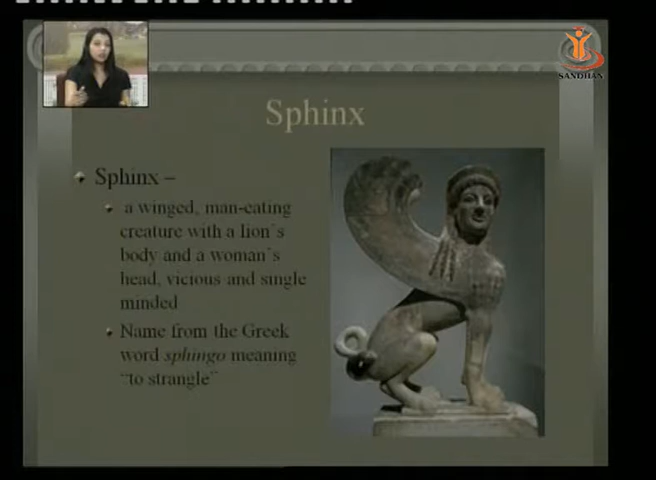 SANDHAN
Sphinx
Sphinx –
a winged, man-eating
creature with a lion's
body and a woman's
head, vicious and single
minded
Name from the Greek
word sphingo meaning
"to strangle"